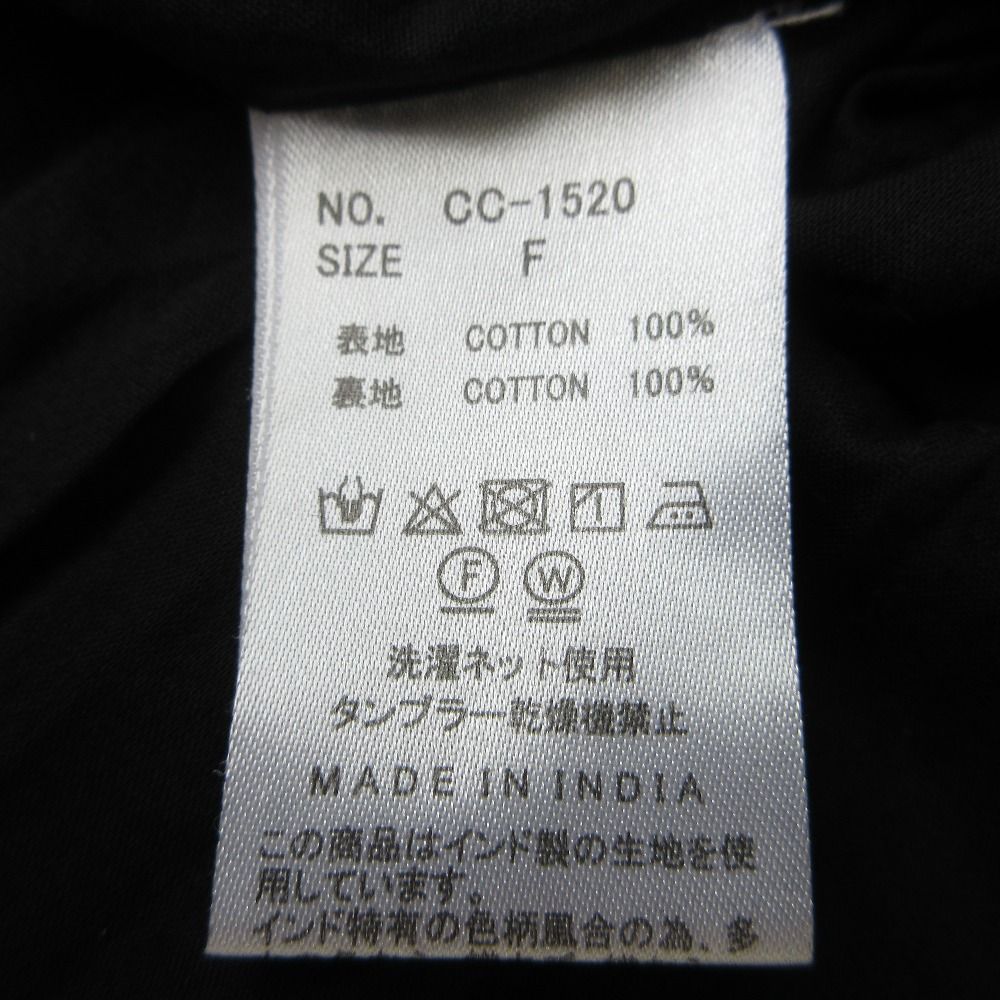 NO. CC-1520
SIZE F
表地 COTTON 100%
裏地 COTTON 100%
F W
洗濯ネット使用
タンブラー乾燥機禁止
MADE IN INDIA
この商品はインド製の生地を使
用しています。
インド特有の色柄風合の為、多